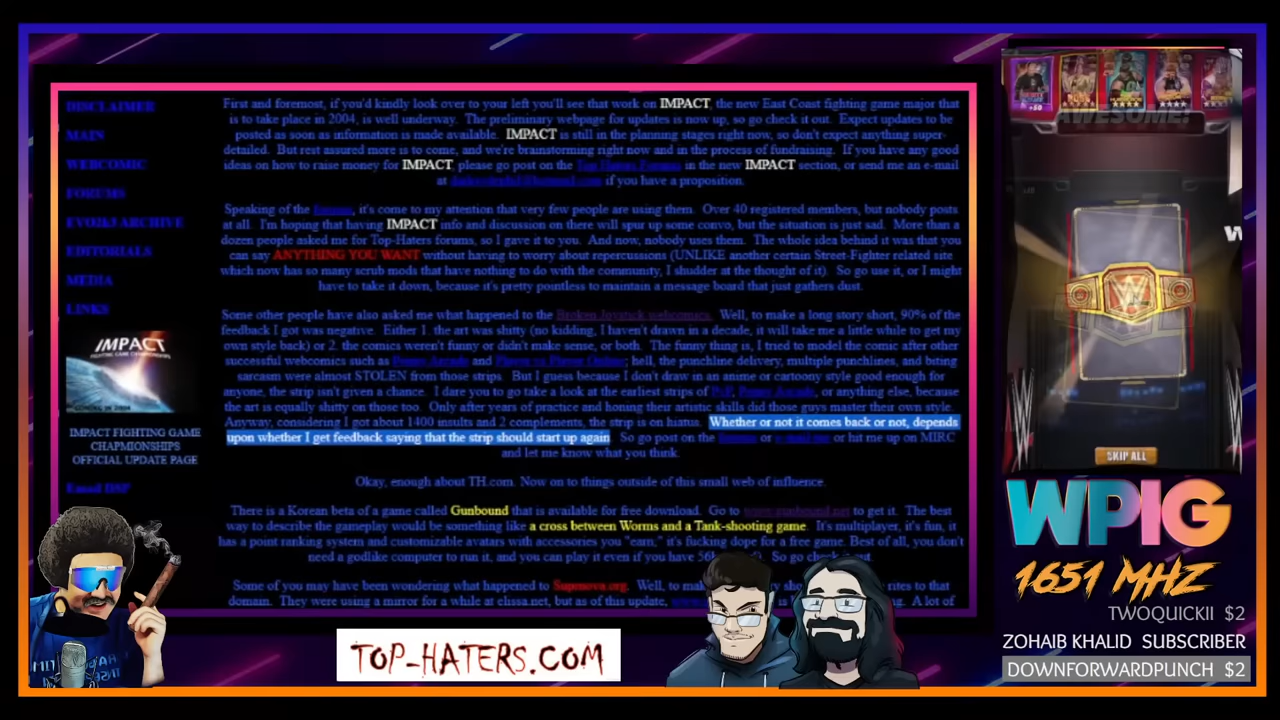 DISCLAIMER
MAIN
WEBCOMIC
FORUMS
EVO2K3 ARCHIVE
EDITORIALS
MEDIA
LINKS
IMPACT
FIGHTING GAME CHAMPIONSHIPS
IMPACT FIGHTING GAME
CHAPMIONSHIPS
OFFICIAL UPDATE PAGE
Email DSP
First and foremost, if you'd kindly look over to your left you'll see that work on IMPACT, the new East Coast fighting game major that
is to take place in 2004, is well underway. The preliminary webpage for updates is now up, so go check it out. Expect updates to be
posted as soon as information is made available. IMPACT is still in the planning stages right now, so don't expect anything super-
detailed. But rest assured more is to come, and we're brainstorming right now and in the process of fundraising. If you have any good
ideas on how to raise money for IMPACT, please go post on the Top-Haters Forums in the new IMPACT section, or send me an e-mail
at if you have a proposition.
Speaking of the forums, it's come to my attention that very few people are using them. Over 40 registered members, but nobody posts
at all. I'm hoping that having IMPACT info and discussion on there will spur up some convo, but the situation is just sad. More than a
dozen people asked me for Top-Haters forums, so I gave it to you. And now, nobody uses them. The whole idea behind it was that you
can say ANYTHING YOU WANT without having to worry about repercussions (UNLIKE another certain Street-Fighter related site
which now has so many scrub mods that have nothing to do with the community, I shudder at the thought of it). So go use it, or I might
have to take it down, because it's pretty pointless to maintain a message board that just gathers dust.
Some other people have also asked me what happened to the Broken Joystick webcomics. Well, to make a long story short, 90% of the
feedback I got was negative. Either 1. the art was shitty (no kidding, I haven't drawn in a decade, it will take me a little while to get my
own style back) or 2. the comics weren't funny or didn't make sense, or both. The funny thing is, I tried to model the comic after other
successful webcomics such as Penny Arcade and; hell, the punchline delivery, multiple punchlines, and biting
sarcasm were almost STOLEN from those strips. But I guess because I don't draw in an anime or cartoony style good enough for
anyone, the strip isn't given a chance. I dare you to go take a look at the earliest strips of PvP, Penny Arcade, or anything else, because
the art is equally shitty on those too. Only after years of practice and honing their artistic skills did those guys master their own style.
Anyway, considering I got about 1400 insults and 2 complements, the strip is on hiatus. Whether or not it comes back or not, depends
upon whether I get feedback saying that the strip should start up again. So go post on the forums or e-mail me or hit me up on MIRC
and let me know what you think.
Okay, enough about TH.com. Now on to things outside of this small web of influence.
There is a Korean beta of a game called Gunbound that is available for free download. Go to www.gunbound.net to get it. The best
way to describe the gameplay would be something like a cross between Worms and a Tank-shooting game. It's multiplayer, it's fun, it
has a point ranking system and customizable avatars with accessories you "earn," it's fucking dope for a free game. Best of all, you don't
need a godlike computer to run it, and you can play it even if you have 56k So go check it out.
Some of you may have been wondering what happened to Suprnova.org. Well, to mak ry sho rites to that
domain. They were using a mirror for a while at elissa.net, but as of this update, is g. A lot of
TOP-HATERS.COM
AWESOME!
SKIP ALL
WPIG
1651 MHZ
TWOQUICKII $2
ZOHAIB KHALID SUBSCRIBER
DOWNFORWARDPUNCH $2